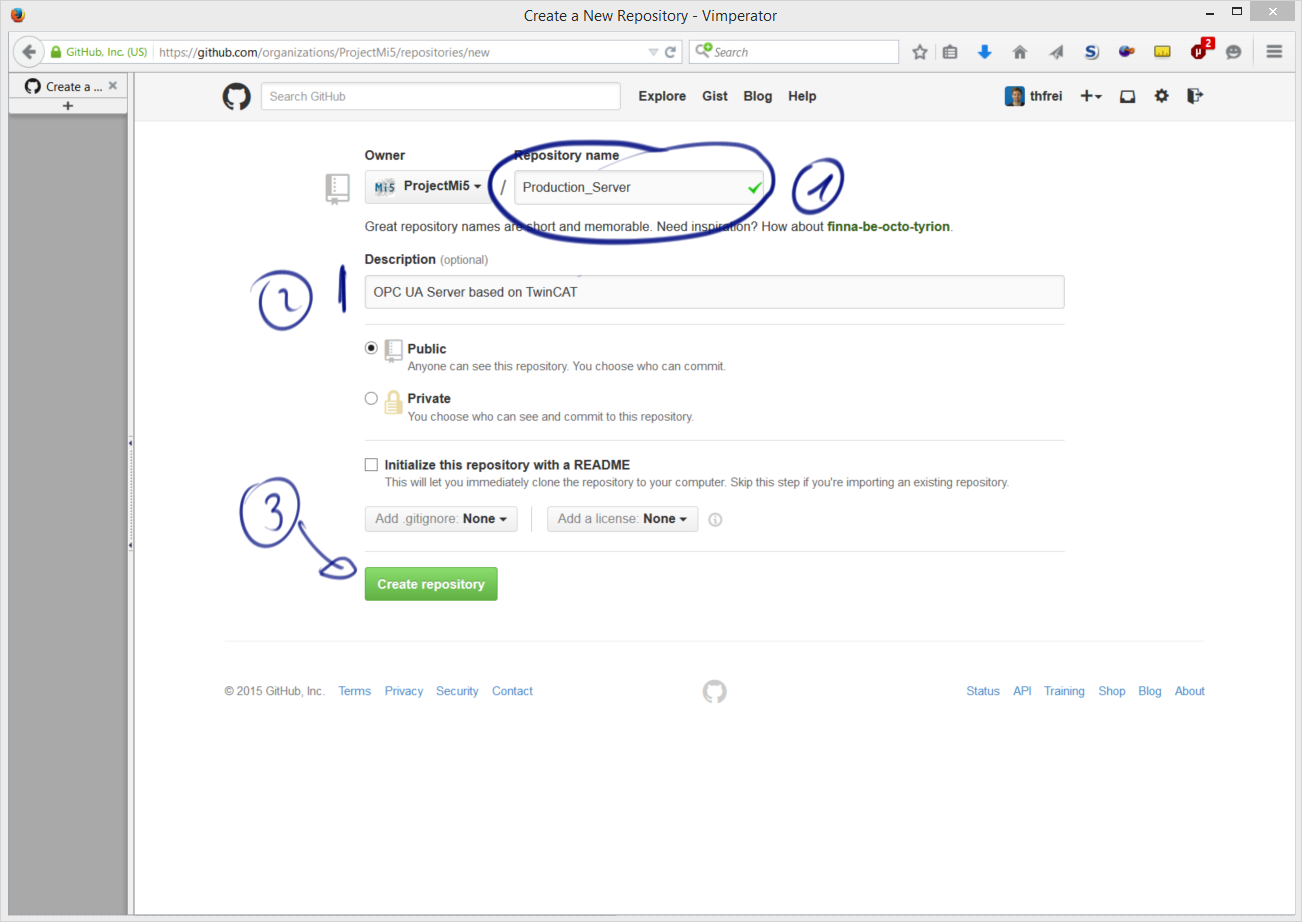 Create a New Repository - Vimperator
GitHub, Inc. (US) https://github.com/organizations/ProjectMi5/repositories/new Search S 2
Create a ...
+
Search GitHub Explore Gist Blog Help thfrei
Owner Repository name
Mi5 ProjectMi5 / Production_Server 1
Great repository names are short and memorable. Need inspiration? How about finna-be-octo-tyrion.
Description (optional)
2 OPC UA Server based on TwinCAT
Public
Anyone can see this repository. You choose who can commit.
Private
You choose who can see and commit to this repository.
Initialize this repository with a README
This will let you immediately clone the repository to your computer. Skip this step if you're importing an existing repository.
3 Add .gitignore: None Add a license: None
Create repository
© 2015 GitHub, Inc. Terms Privacy Security Contact Status API Training Shop Blog About